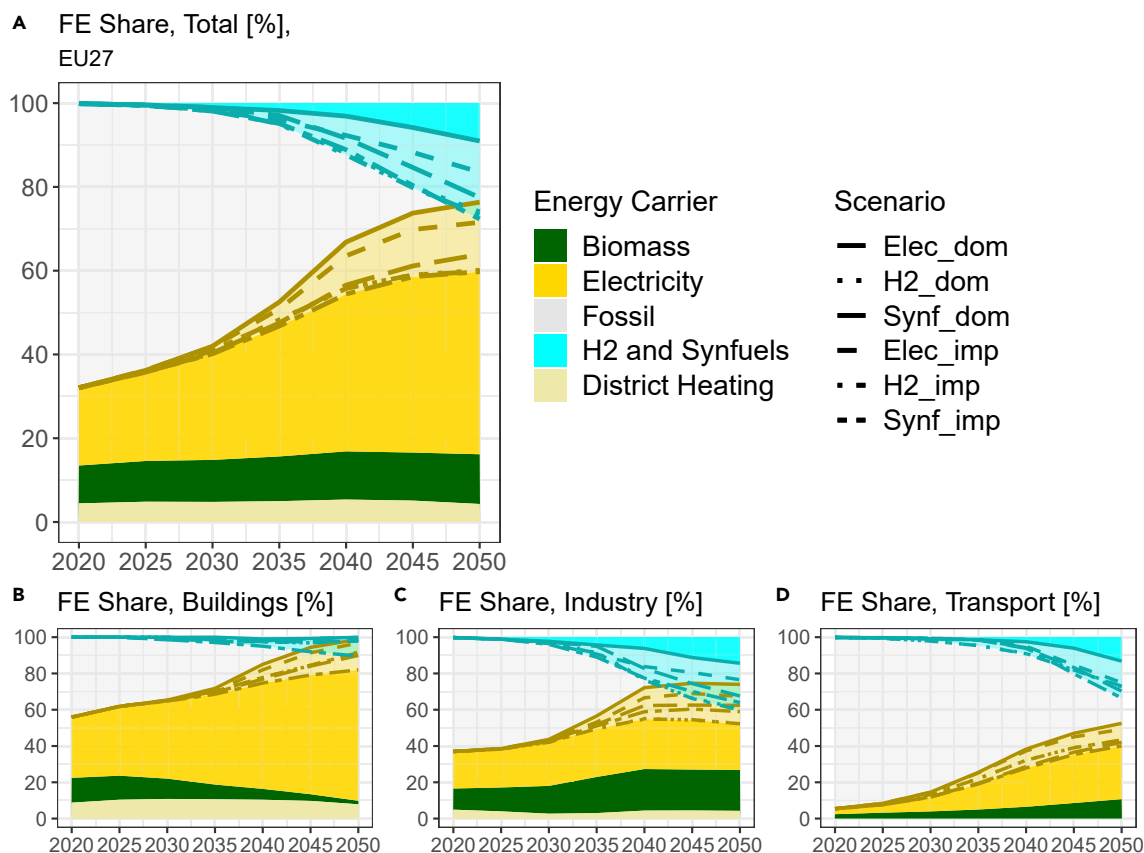 A FE Share, Total [%],
EU27
100
80
60
40
20
0
2020 2025 2030 2035 2040 2045 2050
Energy Carrier
Biomass
Electricity
Fossil
H2 and Synfuels
District Heating
Scenario
Elec_dom
H2_dom
Synf_dom
Elec_imp
H2_imp
Synf_imp
B FE Share, Buildings [%]
100
80
60
40
20
0
2020 2025 2030 2035 2040 2045 2050
C FE Share, Industry [%]
100
80
60
40
20
0
2020 2025 2030 2035 2040 2045 2050
D FE Share, Transport [%]
100
80
60
40
20
0
2020 2025 2030 2035 2040 2045 2050